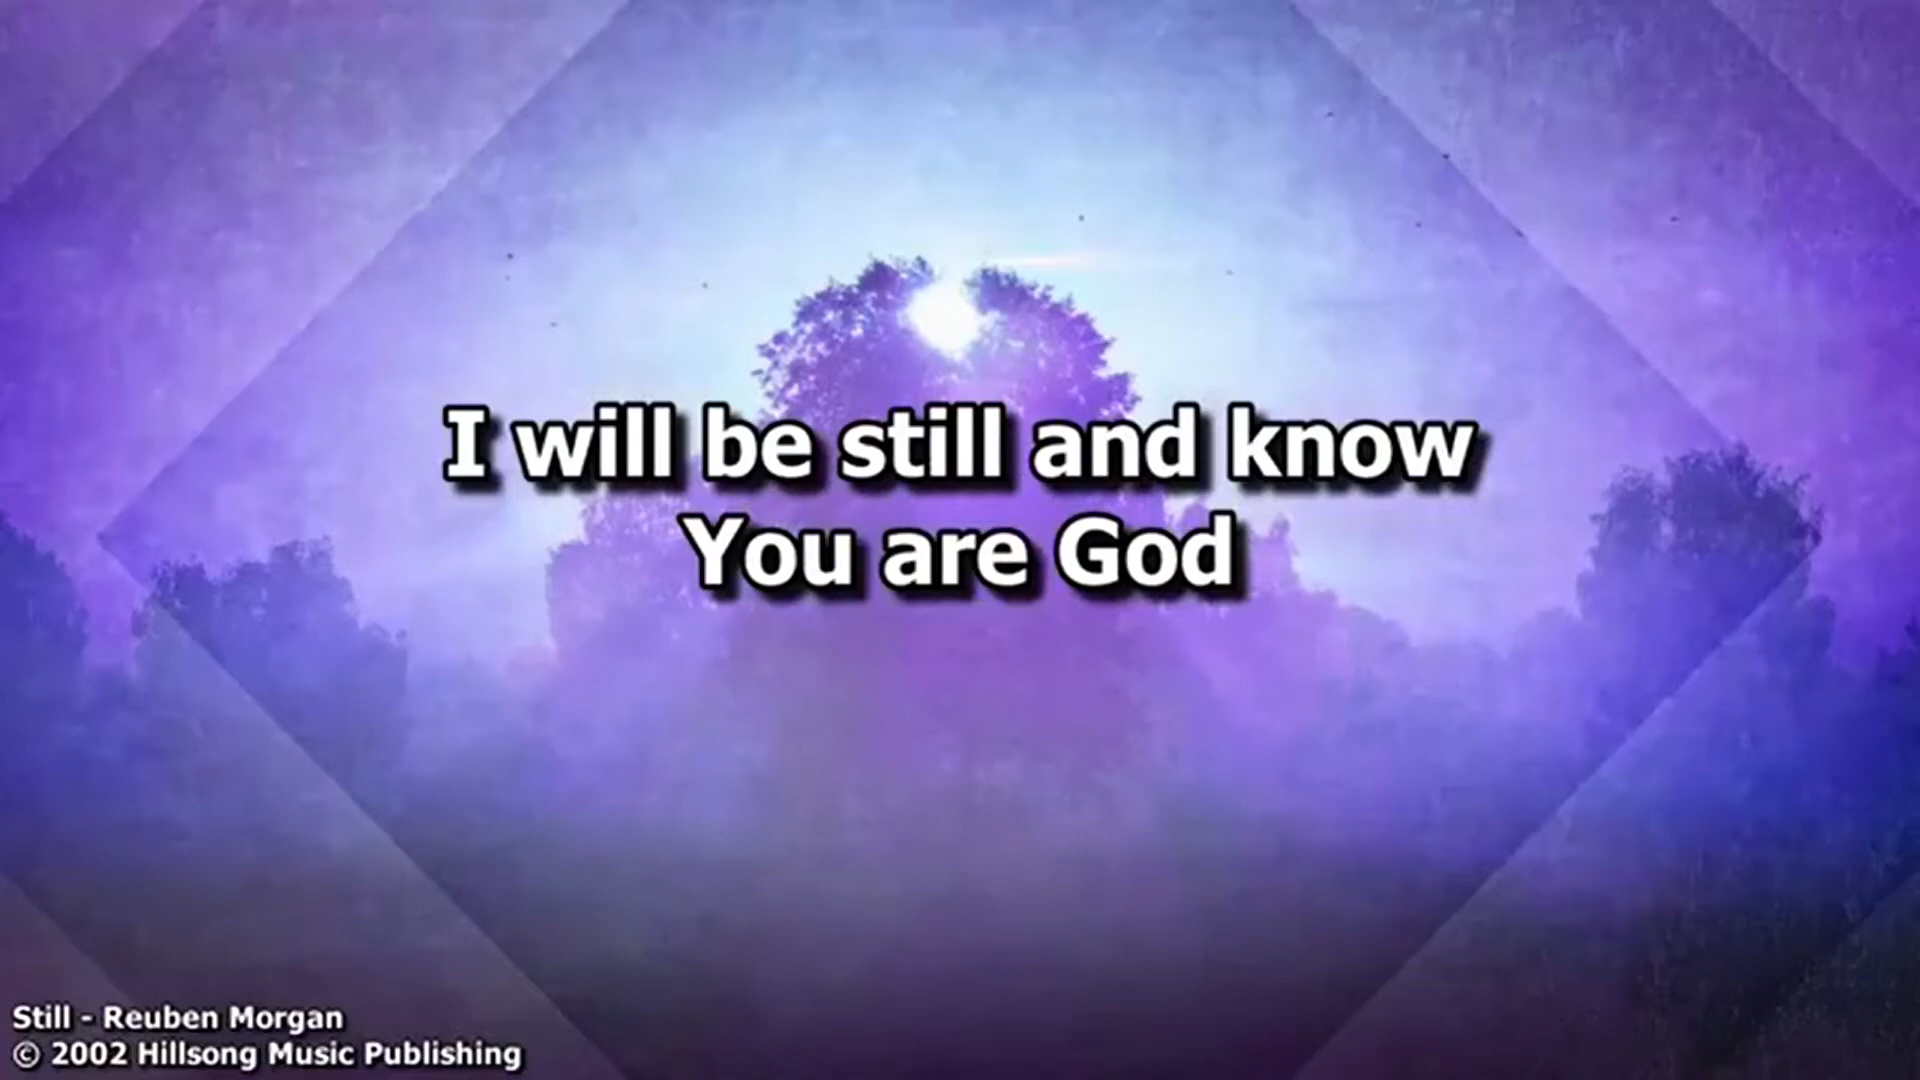 I will be still and know
You are God
Still - Reuben Morgan
© 2002 Hillsong Music Publishing